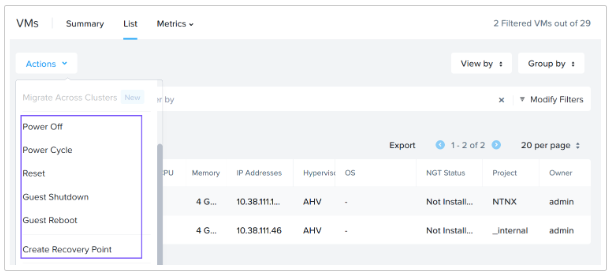 VMs Summary List Metrics 2 Filtered VMs out of 29
Actions View by Group by
Migrate Across Clusters New er by × Modify Filters
Power Off
Power Cycle Export 1 - 2 of 2 20 per page
Reset PU Memory IP Addresses Hypervis OS NGT Status Project Owner
Guest Shutdown 4 G... 10.38.111.1... AHV - Not Install... NTNX admin
Guest Reboot 4 G... 10.38.111.46 AHV - Not Install... _internal admin
Create Recovery Point